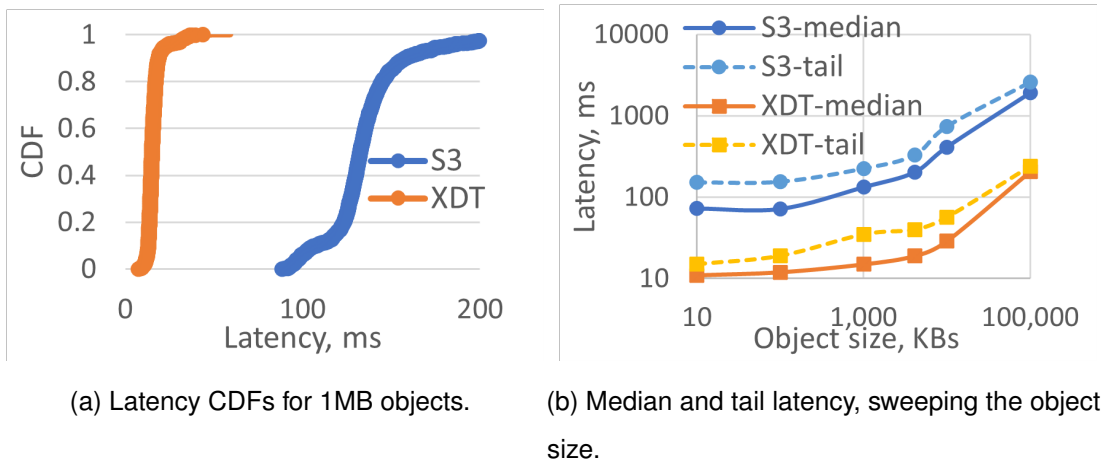 1
0.8
0.6
0.4
0.2
0
CDF
S3
XDT
0
100
200
Latency, ms
(a) Latency CDFs for 1MB objects.
10000
1000
100
10
Latency, ms
S3-median
S3-tail
XDT-median
XDT-tail
10
1,000
100,000
Object size, KBs
(b) Median and tail latency, sweeping the object
size.